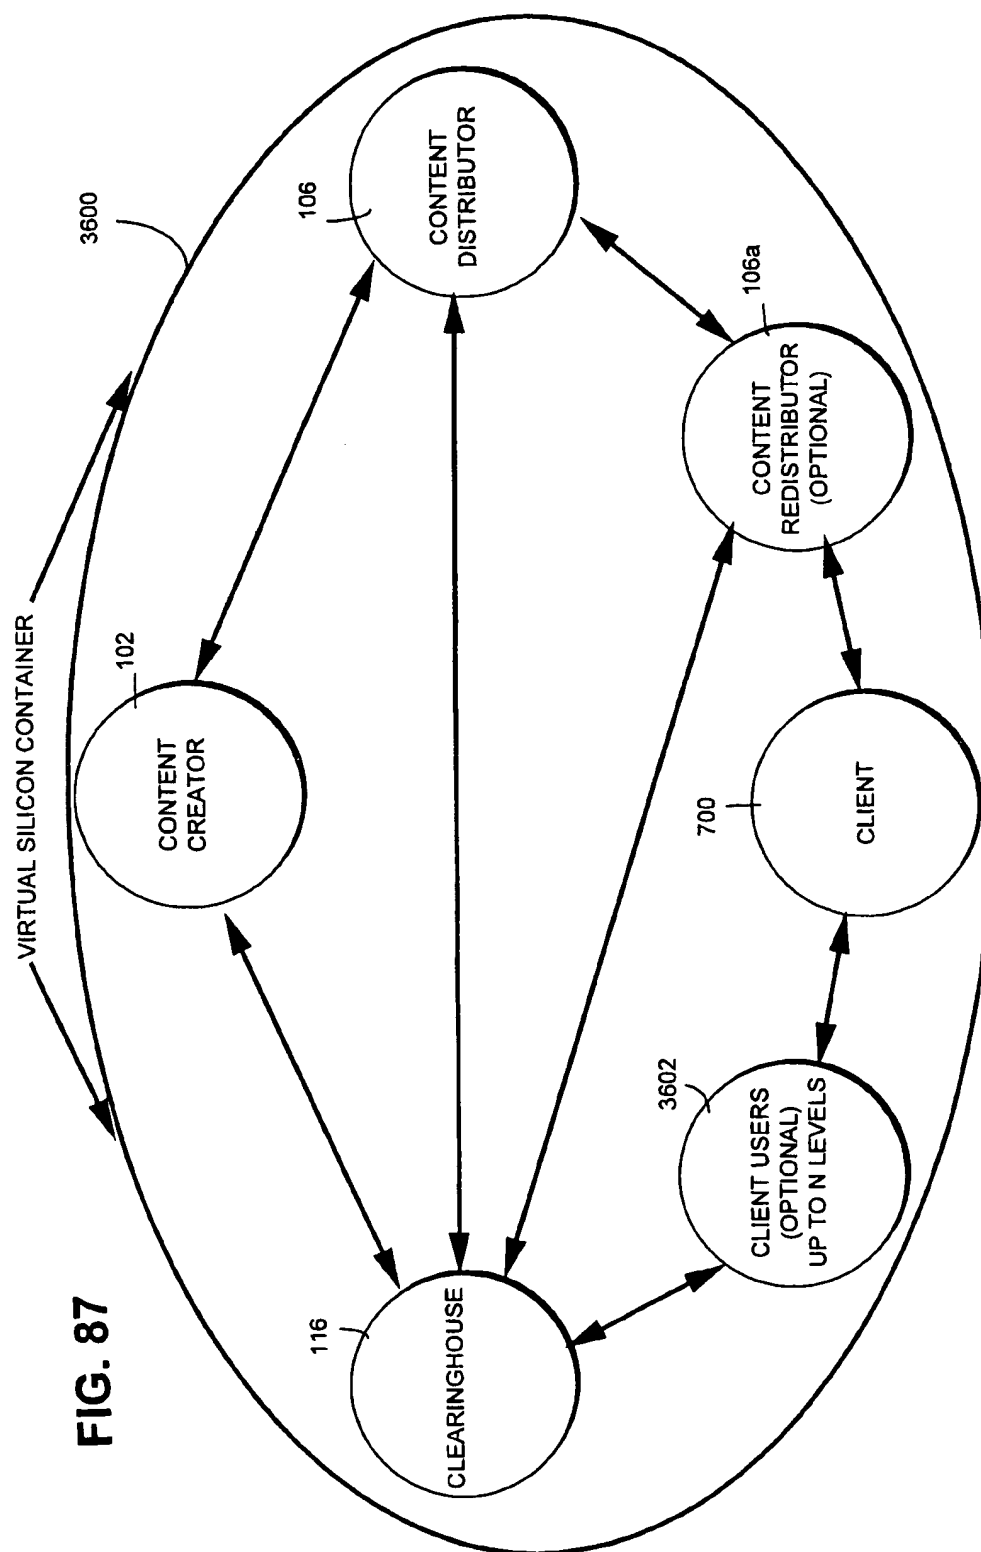 FIG. 87
VIRTUAL SILICON CONTAINER
3600
102
CONTENT
CREATOR
106
CONTENT
DISTRIBUTOR
116
CLEARINGHOUSE
106a
CONTENT
REDISTRIBUTOR
(OPTIONAL)
3602
CLIENT USERS
(OPTIONAL)
UP TO N LEVELS
700
CLIENT